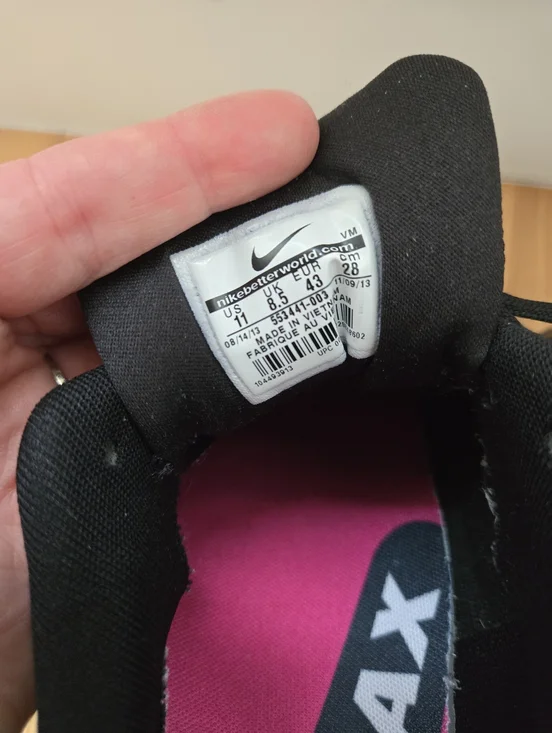 VM
nikebetterworld.com
US UK EUR cm
11 8.5 43 28
08/14/13 553441-003 11/09/13
MADE IN VIETNAM
FABRIQUE AU
UPC
104493913
AX